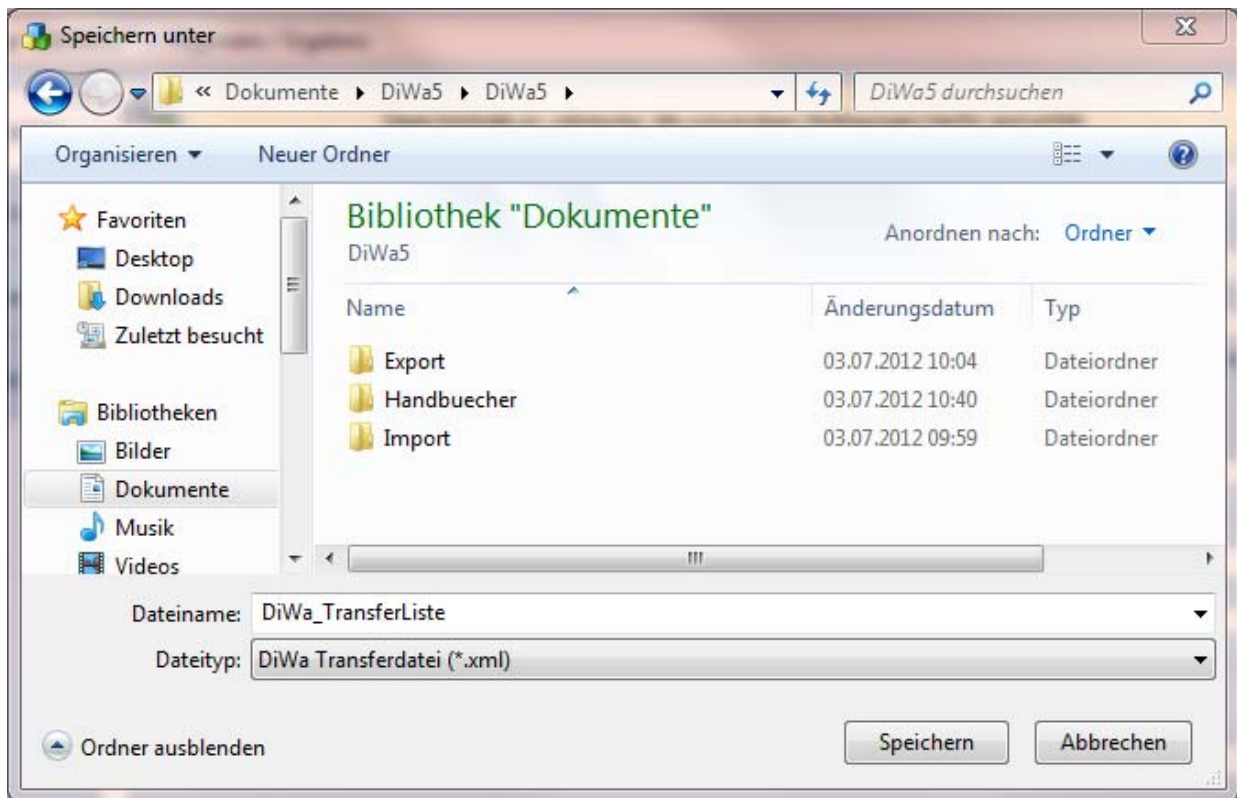 Speichern unter
« Dokumente ▸ DiWa5 ▸ DiWa5 ▸ DiWa5 durchsuchen
Organisieren Neuer Ordner
Favoriten
Desktop
Downloads
Zuletzt besucht
Bibliotheken
Bilder
Dokumente
Musik
Videos
Bibliothek "Dokumente"
DiWa5
Anordnen nach: Ordner
Name Änderungsdatum Typ
Export 03.07.2012 10:04 Dateiordner
Handbuecher 03.07.2012 10:40 Dateiordner
Import 03.07.2012 09:59 Dateiordner
Dateiname: DiWa_TransferListe
Dateityp: DiWa Transferdatei (*.xml)
Ordner ausblenden Speichern Abbrechen